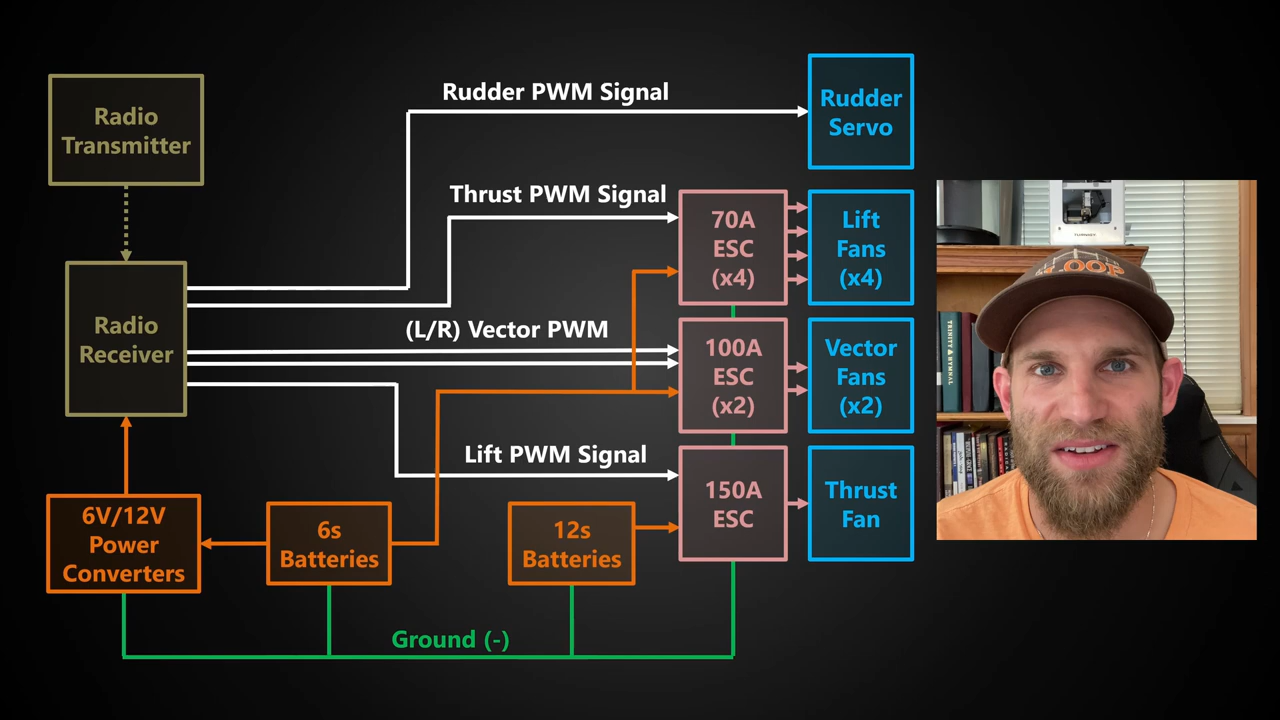 Rudder PWM Signal
Rudder
Servo
Radio
Transmitter
Thrust PWM Signal
70A
ESC
(x4)
Lift
Fans
(x4)
Radio
Receiver
(L/R) Vector PWM
100A
ESC
(x2)
Vector
Fans
(x2)
Lift PWM Signal
150A
ESC
Thrust
Fan
6V/12V
Power
Converters
6s
Batteries
12s
Batteries
Ground (-)
TRINITY HYMNAL